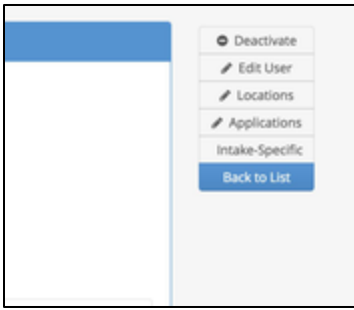 Deactivate
Edit User
Locations
Applications
Intake-Specific
Back to List